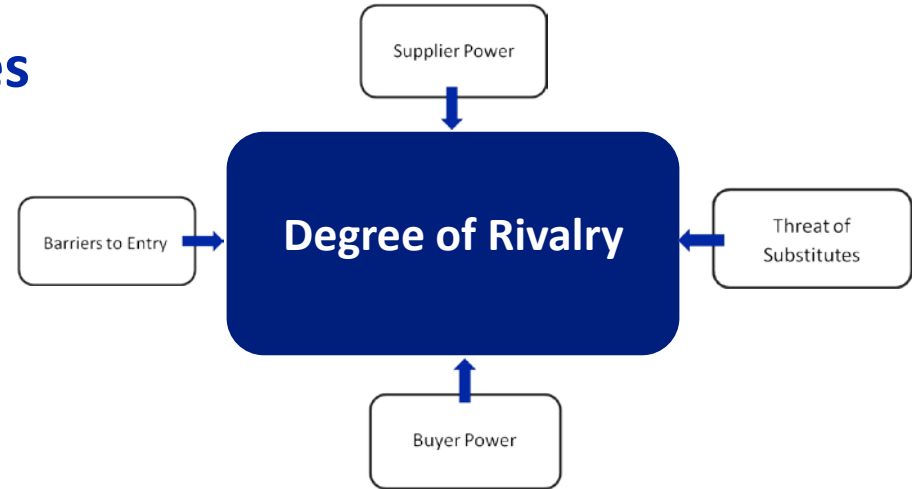 es
Supplier Power
Degree of Rivalry
Barriers to Entry
Threat of
Substitutes
Buyer Power